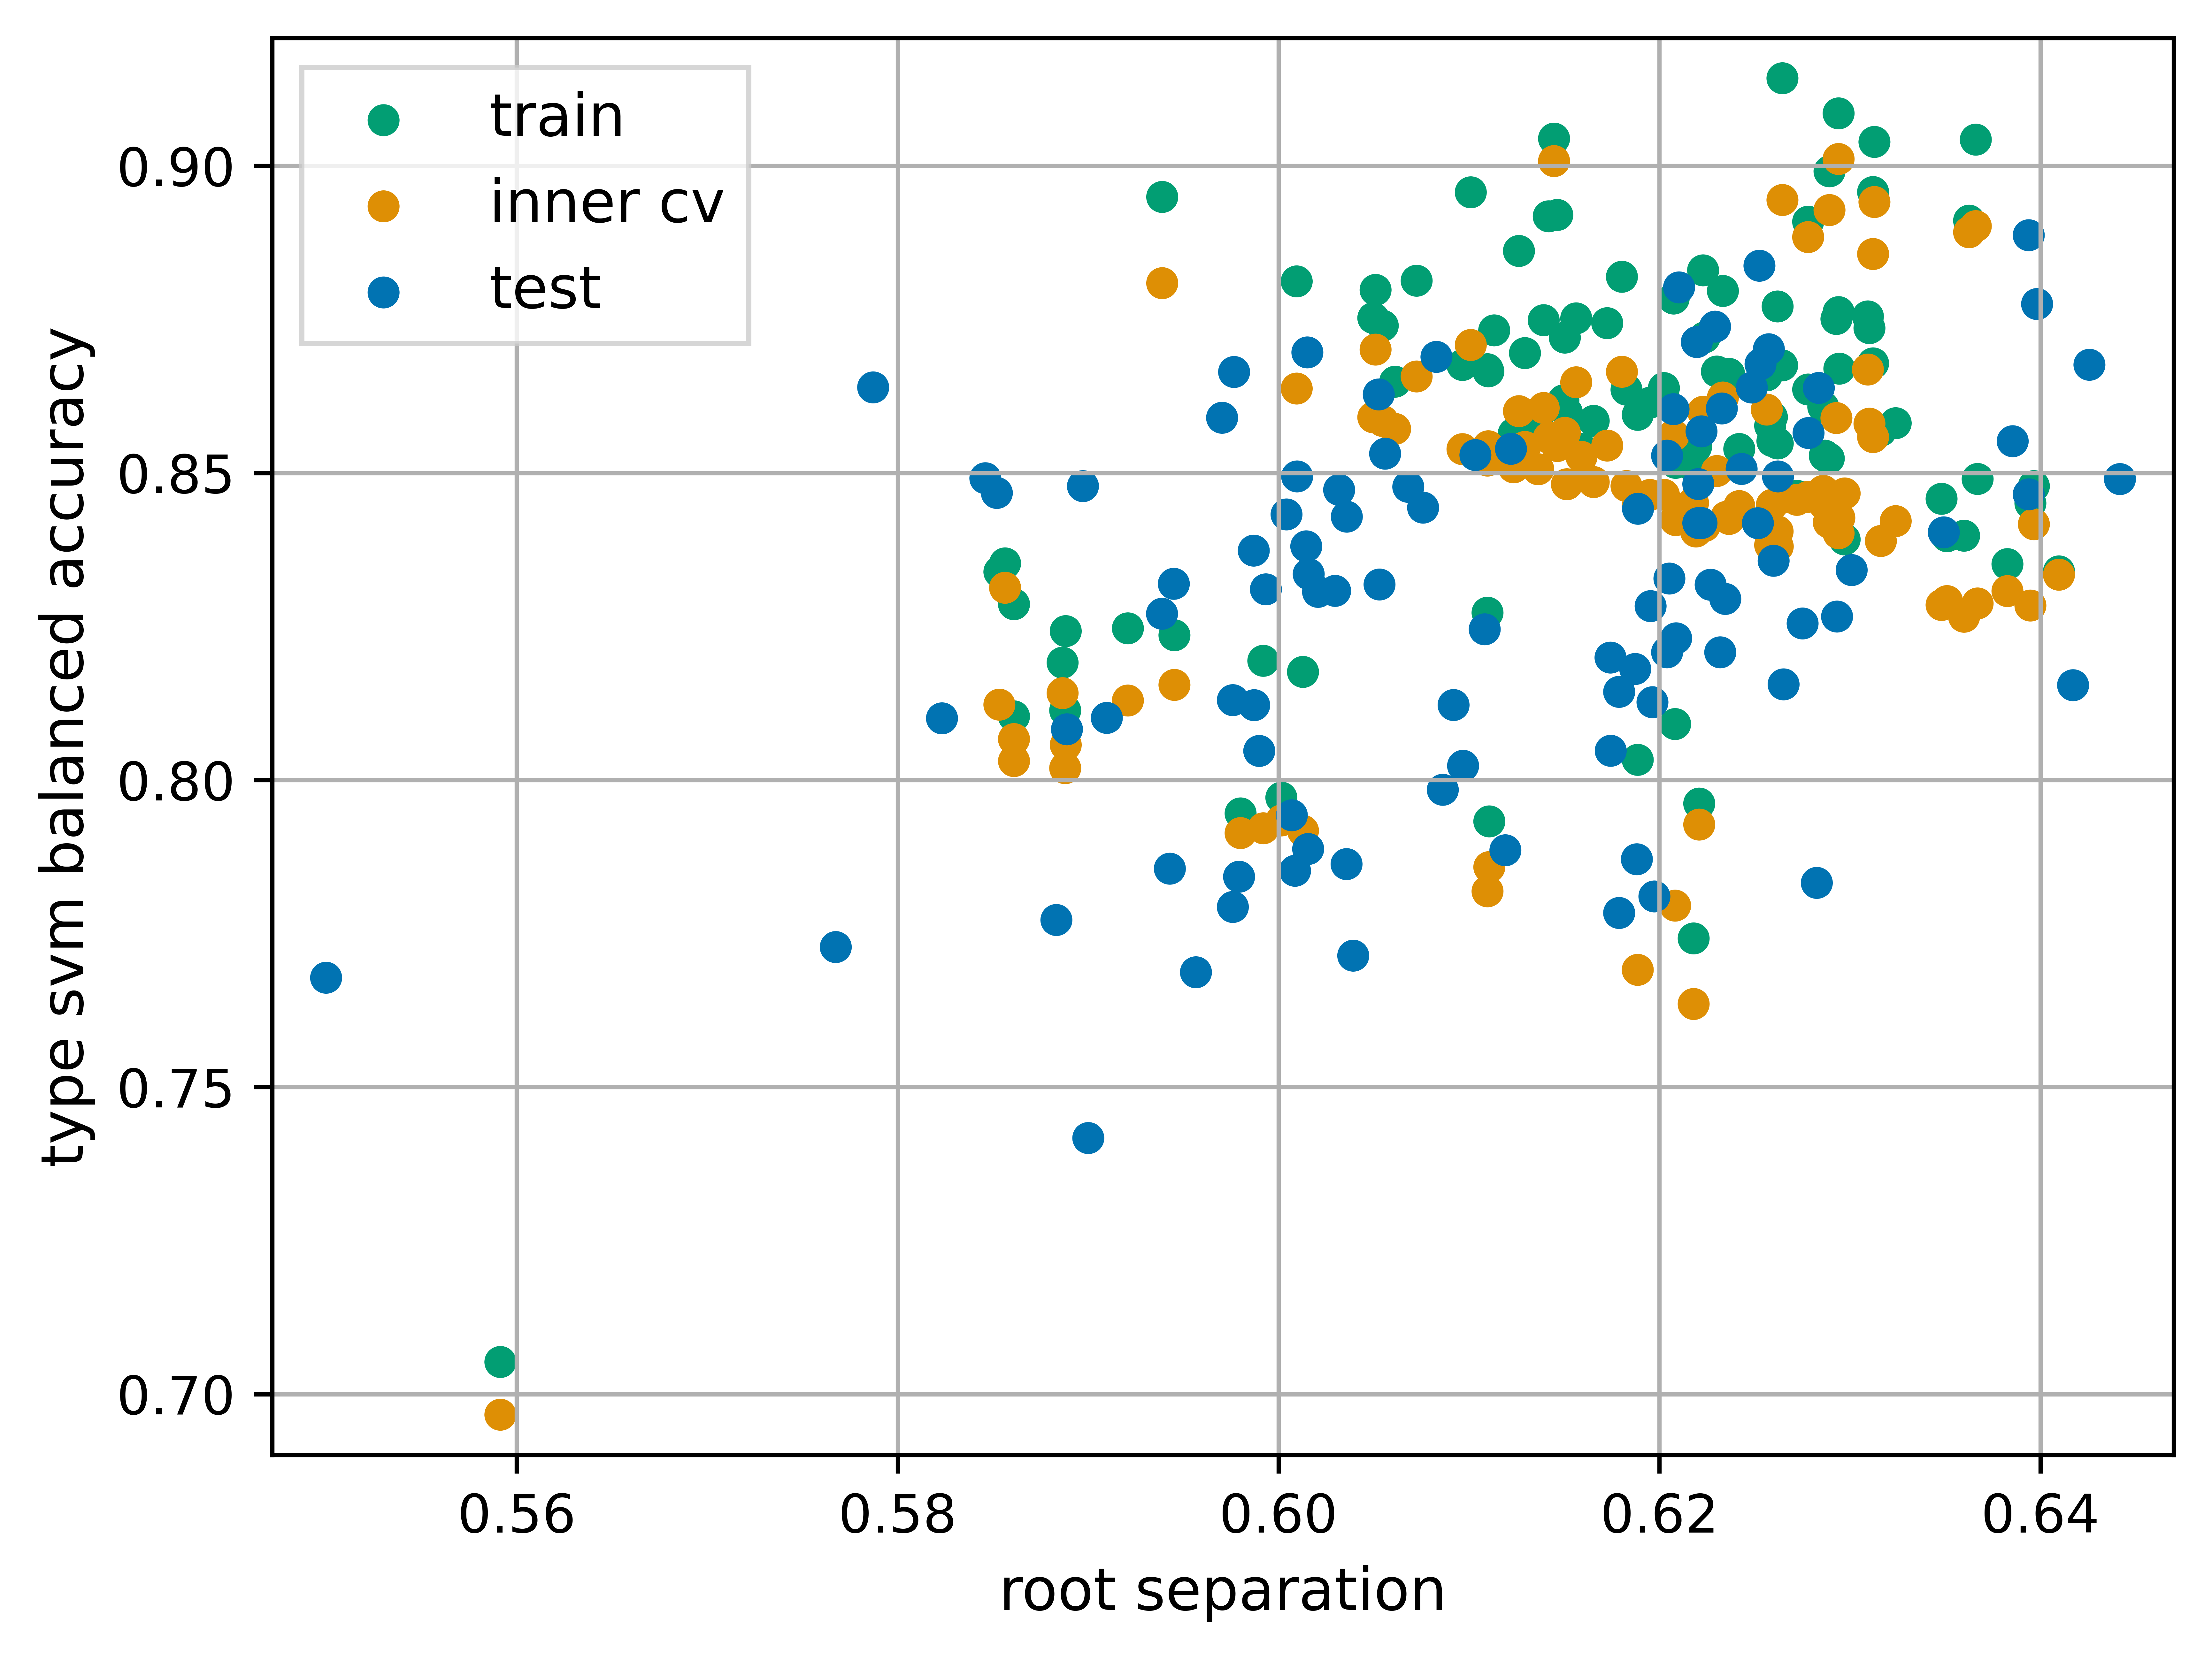 train
inner cv
test
type svm balanced accuracy
0.90
0.85
0.80
0.75
0.70
0.56 0.58 0.60 0.62 0.64
root separation